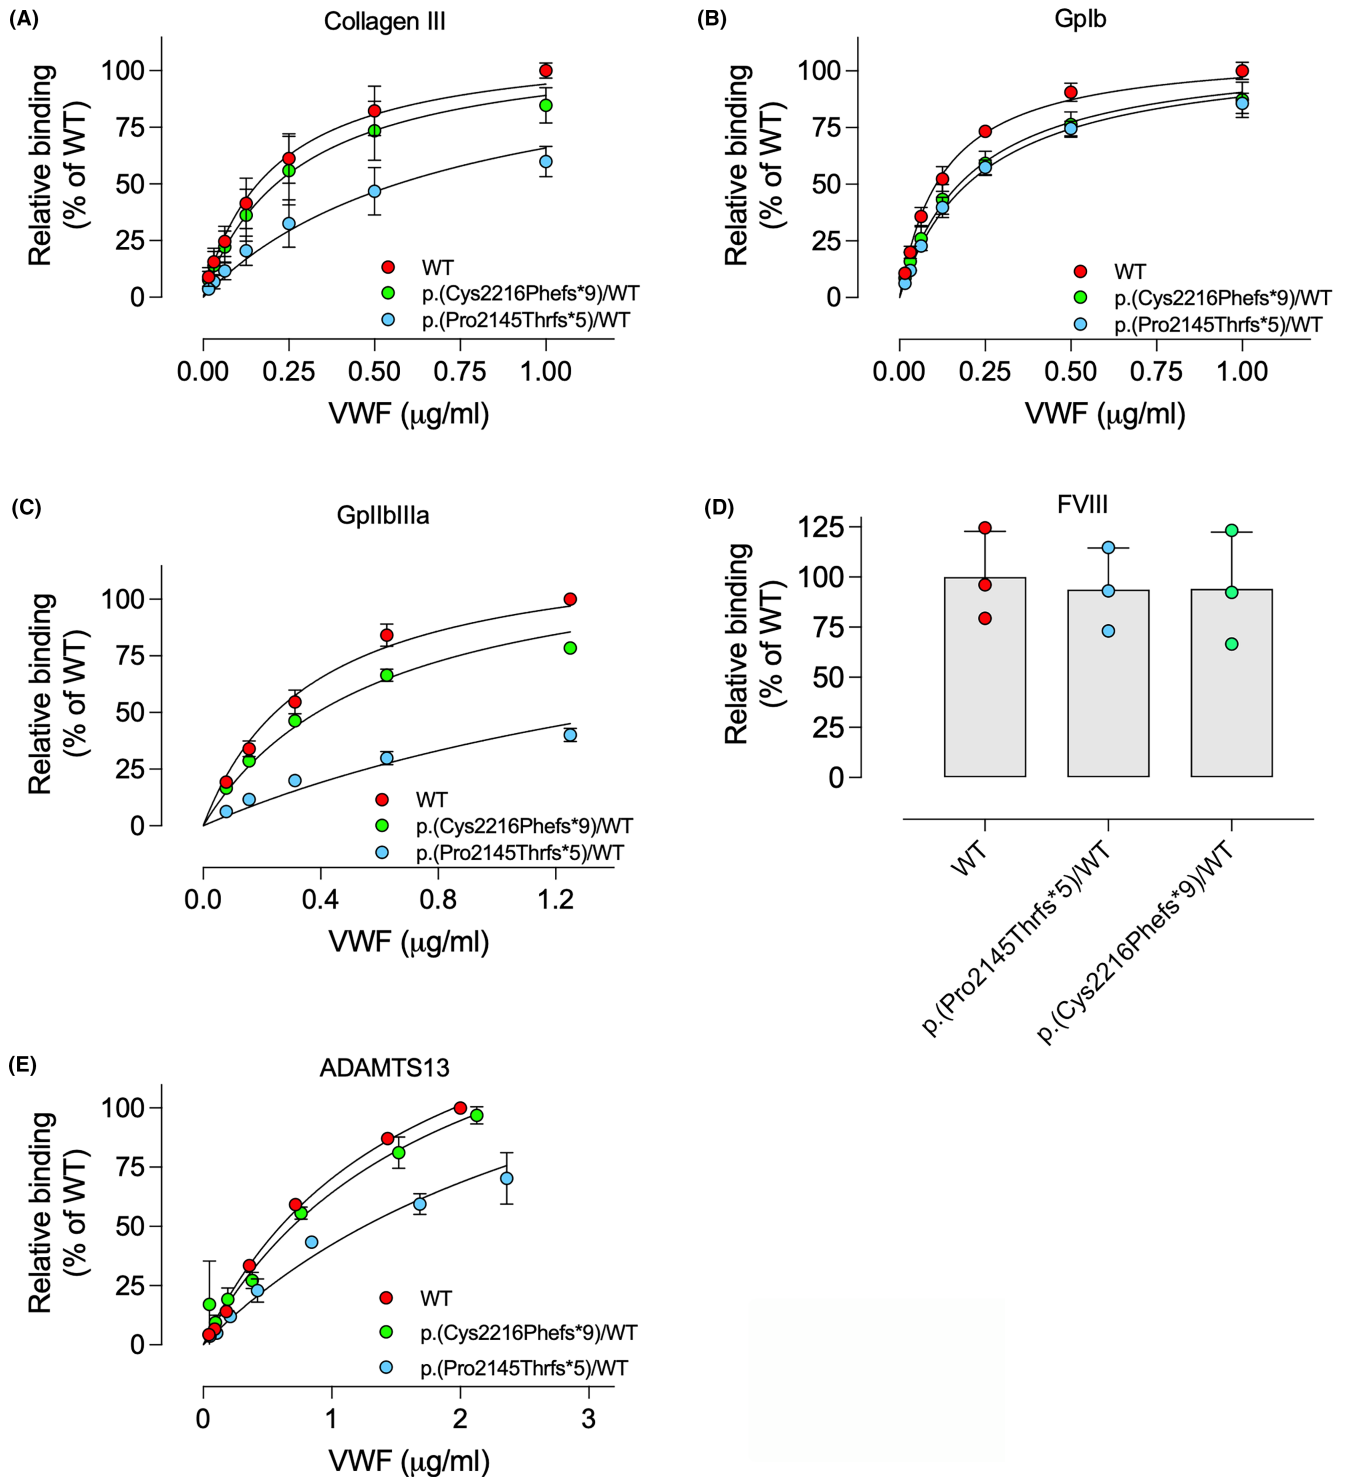 (A)
Collagen III
Relative binding
(% of WT)
100
75
50
25
0
WT
p.(Cys2216Phefs*9)/WT
p.(Pro2145Thrfs*5)/WT
0.00 0.25 0.50 0.75 1.00
VWF (μg/ml)
(B)
GpIb
Relative binding
(% of WT)
100
75
50
25
0
WT
p.(Cys2216Phefs*9)/WT
p.(Pro2145Thrfs*5)/WT
0.00 0.25 0.50 0.75 1.00
VWF (μg/ml)
(C)
GpIIbIIIa
Relative binding
(% of WT)
100
75
50
25
0
WT
p.(Cys2216Phefs*9)/WT
p.(Pro2145Thrfs*5)/WT
0.0 0.4 0.8 1.2
VWF (μg/ml)
(D)
FVIII
Relative binding
(% of WT)
125
100
75
50
25
0
WT
p.(Pro2145Thrfs*5)/WT
p.(Cys2216Phefs*9)/WT
(E)
ADAMTS13
Relative binding
(% of WT)
100
75
50
25
0
WT
p.(Cys2216Phefs*9)/WT
p.(Pro2145Thrfs*5)/WT
0 1 2 3
VWF (μg/ml)